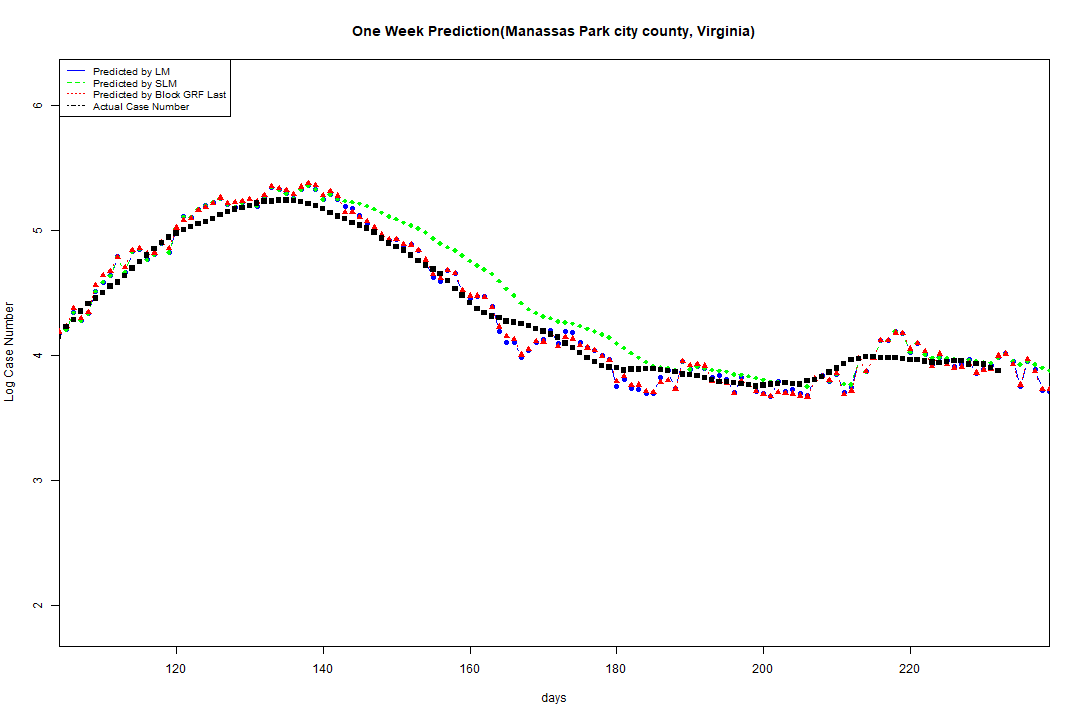 One Week Prediction(Manassas Park city county, Virginia)
Predicted by LM
Predicted by SLM
Predicted by Block GRF Last
Actual Case Number
6
5
4
3
2
Log Case Number
120 140 160 180 200 220
days